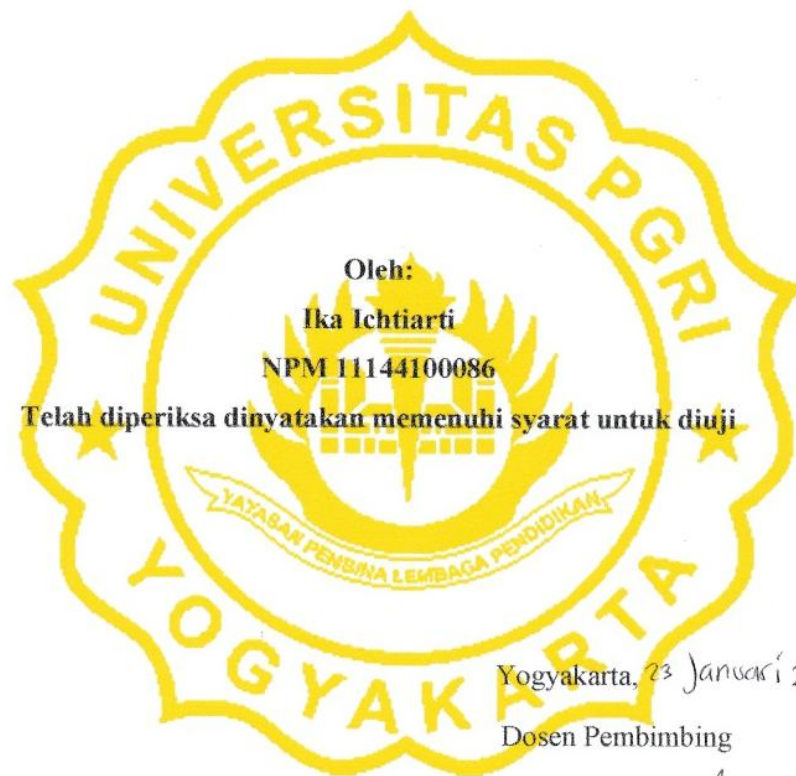 UNIVERSITAS PGRI
Oleh:
Ika Ichtiarti
NPM 11144100086
Telah diperiksa dinyatakan memenuhi syarat untuk diuji
YAYASAN PEMBINA LEMBAGA PENDIDIKAN
YOGYAKARTA
Yogyakarta, 23 Januari
Dosen Pembimbing